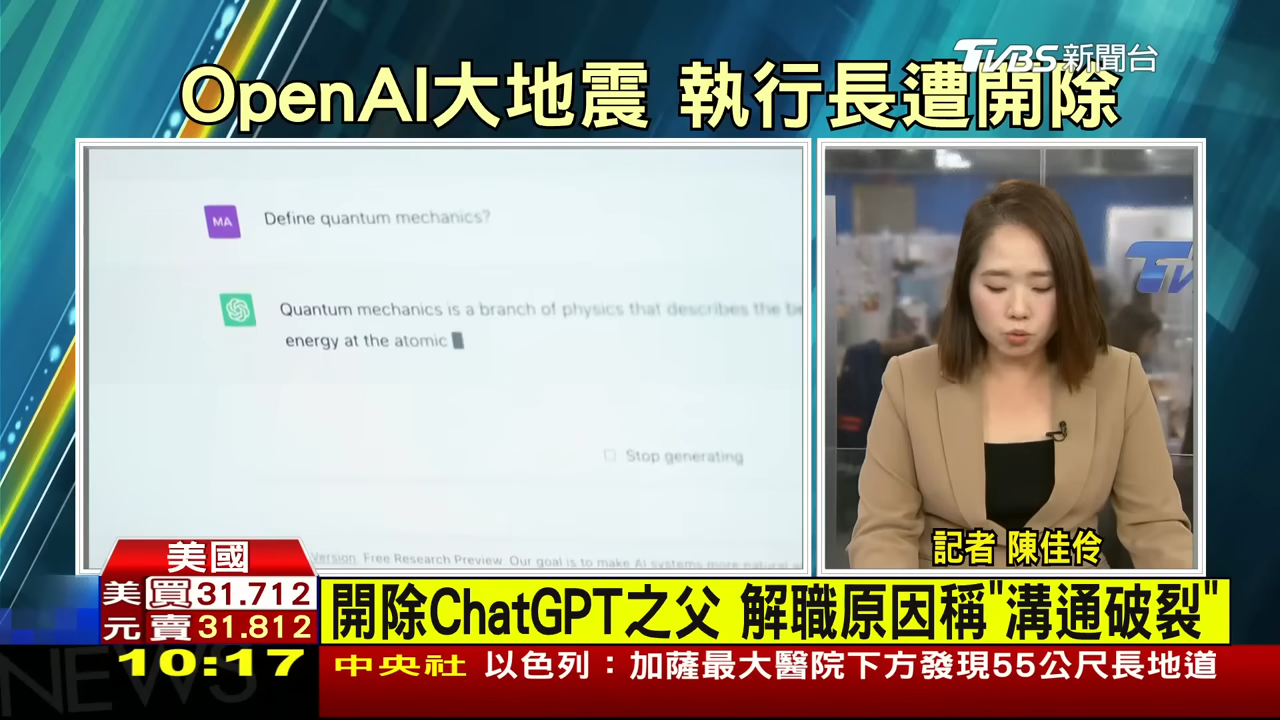 TVBS新聞台
OpenAI大地震 執行長遭開除
MA
Define quantum mechanics?
Quantum mechanics is a branch of physics that describes the be
energy at the atomic
Stop generating
Version. Free Research Preview. Our goal is to make AI systems more natural
TV
記者 陳佳伶
美國
美元
買 31.712
賣 31.812
開除ChatGPT之父 解職原因稱"溝通破裂"
10:17
中央社 以色列：加薩最大醫院下方發現55公尺長地道
NEWS